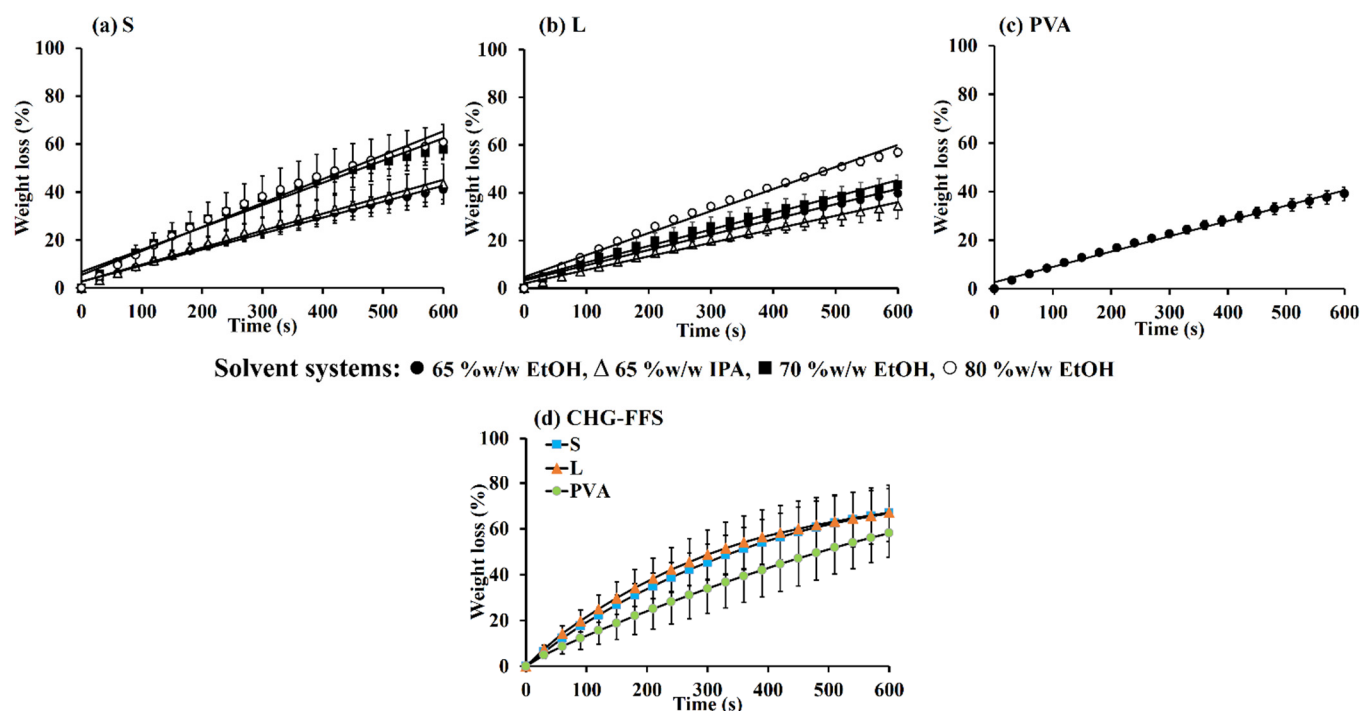 (a) S
Weight loss (%)
100
80
60
40
20
0
0 100 200 300 400 500 600
Time (s)
(b) L
Weight loss (%)
100
80
60
40
20
0
0 100 200 300 400 500 600
Time (s)
(c) PVA
Weight loss (%)
100
80
60
40
20
0
0 100 200 300 400 500 600
Time (s)
Solvent systems: ● 65 %w/w EtOH, Δ 65 %w/w IPA, ■ 70 %w/w EtOH, ○ 80 %w/w EtOH
(d) CHG-FFS
S
L
PVA
Weight loss (%)
100
80
60
40
20
0
0 100 200 300 400 500 600
Time (s)